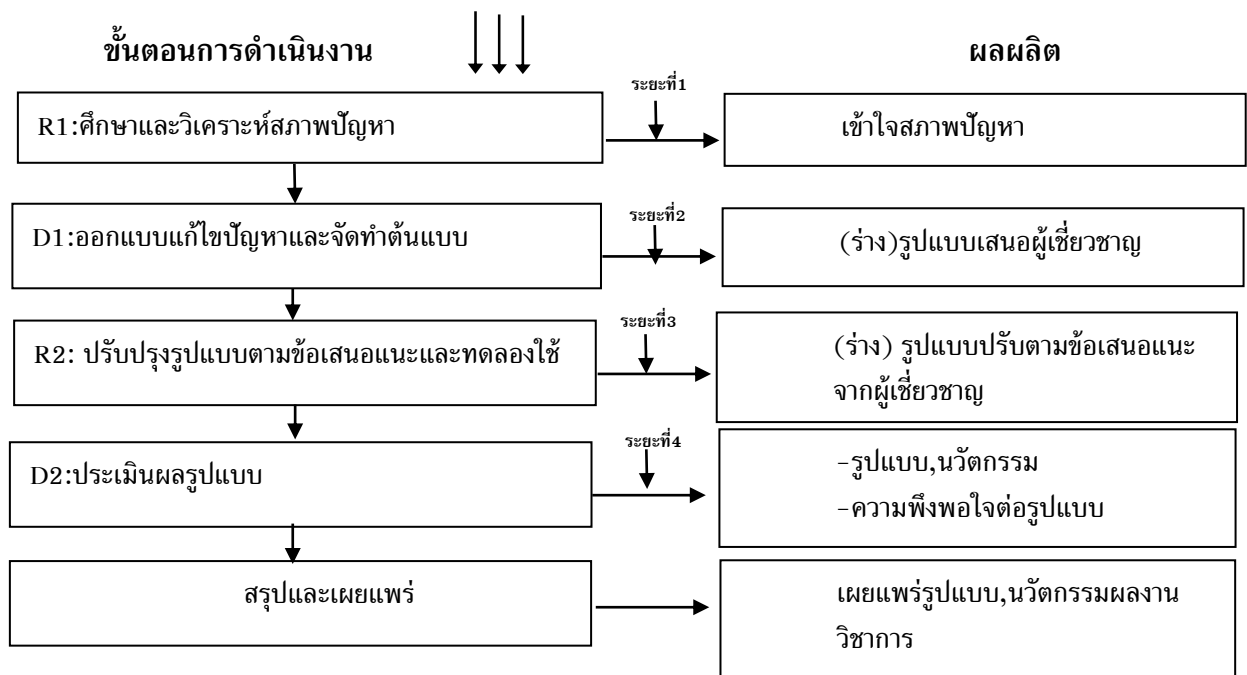 ขั้นตอนการดำเนินงาน
ผลผลิต
ระยะที่1
R1:ศึกษาและวิเคราะห์สภาพปัญหา
เข้าใจสภาพปัญหา
ระยะที่2
D1:ออกแบบแก้ไขปัญหาและจัดทำต้นแบบ
(ร่าง)รูปแบบเสนอผู้เชี่ยวชาญ
ระยะที่3
R2: ปรับปรุงรูปแบบตามข้อเสนอแนะและทดลองใช้
(ร่าง) รูปแบบปรับตามข้อเสนอแนะ
จากผู้เชี่ยวชาญ
ระยะที่4
D2:ประเมินผลรูปแบบ
-รูปแบบ,นวัตกรรม
-ความพึงพอใจต่อรูปแบบ
สรุปและเผยแพร่
เผยแพร่รูปแบบ,นวัตกรรมผลงาน
วิชาการ